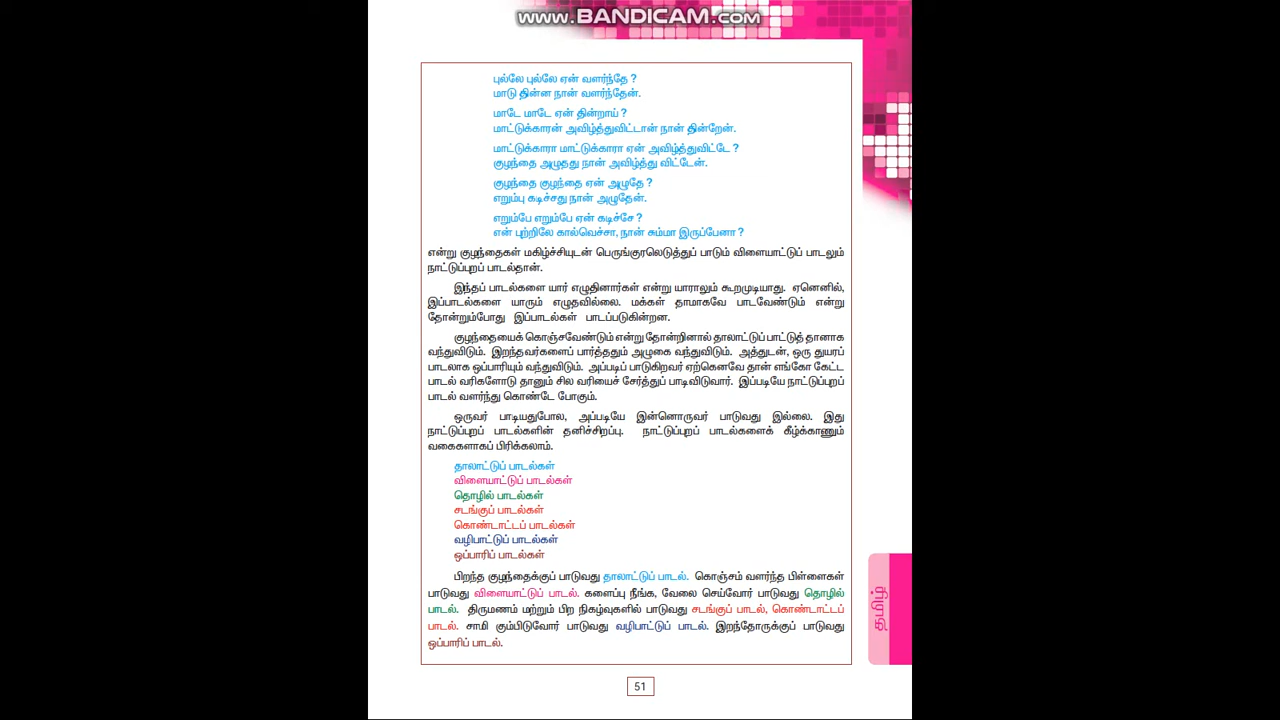 www.BANDICAM.com
புல்லே புல்லே ஏன் வளர்ந்தே ?
மாடு தின்ன நான் வளர்ந்தேன்.
மாடே மாடே ஏன் தின்றாய் ?
மாட்டுக்காரன் அவிழ்த்துவிட்டான் நான் தின்றேன்.
மாட்டுக்காரா மாட்டுக்காரா ஏன் அவிழ்த்துவிட்டே ?
குழந்தை அழுதது நான் அவிழ்த்து விட்டேன்.
குழந்தை குழந்தை ஏன் அழுதே ?
எறும்பு கடிச்சது நான் அழுதேன்.
எறும்பே எறும்பே ஏன் கடிச்சே ?
என் புற்றிலே கால்வெச்சா, நான் சும்மா இருப்பேனா ?
என்று குழந்தைகள் மகிழ்ச்சியுடன் பெருங்குரலெடுத்துப் பாடும் விளையாட்டுப் பாடலும்
நாட்டுப்புறப் பாடல்தான்.
இந்தப் பாடல்களை யார் எழுதினார்கள் என்று யாராலும் கூறமுடியாது. ஏனெனில்,
இப்பாடல்களை யாரும் எழுதவில்லை. மக்கள் தாமாகவே பாடவேண்டும் என்று
தோன்றும்போது இப்பாடல்கள் பாடப்படுகின்றன.
குழந்தையைக் கொஞ்சவேண்டும் என்று தோன்றினால் தாலாட்டுப் பாட்டுத் தானாக
வந்துவிடும். இறந்தவர்களைப் பார்த்ததும் அழுகை வந்துவிடும். அத்துடன், ஒரு துயரப்
பாடலாக ஒப்பாரியும் வந்துவிடும். அப்படிப் பாடுகிறவர் ஏற்கெனவே தான் எங்கோ கேட்ட
பாடல் வரிகளோடு தானும் சில வரியைச் சேர்த்துப் பாடிவிடுவார். இப்படியே நாட்டுப்புறப்
பாடல் வளர்ந்து கொண்டே போகும்.
ஒருவர் பாடியதுபோல, அப்படியே இன்னொருவர் பாடுவது இல்லை. இது
நாட்டுப்புறப் பாடல்களின் தனிச்சிறப்பு. நாட்டுப்புறப் பாடல்களைக் கீழ்க்காணும்
வகைகளாகப் பிரிக்கலாம்.
தாலாட்டுப் பாடல்கள்
விளையாட்டுப் பாடல்கள்
தொழில் பாடல்கள்
சடங்குப் பாடல்கள்
கொண்டாட்டப் பாடல்கள்
வழிபாட்டுப் பாடல்கள்
ஒப்பாரிப் பாடல்கள்
பிறந்த குழந்தைக்குப் பாடுவது தாலாட்டுப் பாடல். கொஞ்சம் வளர்ந்த பிள்ளைகள்
பாடுவது விளையாட்டுப் பாடல். களைப்பு நீங்க, வேலை செய்வோர் பாடுவது தொழில்
பாடல். திருமணம் மற்றும் பிற நிகழ்வுகளில் பாடுவது சடங்குப் பாடல், கொண்டாட்டப்
பாடல். சாமி கும்பிடுவோர் பாடுவது வழிபாட்டுப் பாடல். இறந்தோருக்குப் பாடுவது
ஒப்பாரிப் பாடல்.
தமிழ்
51